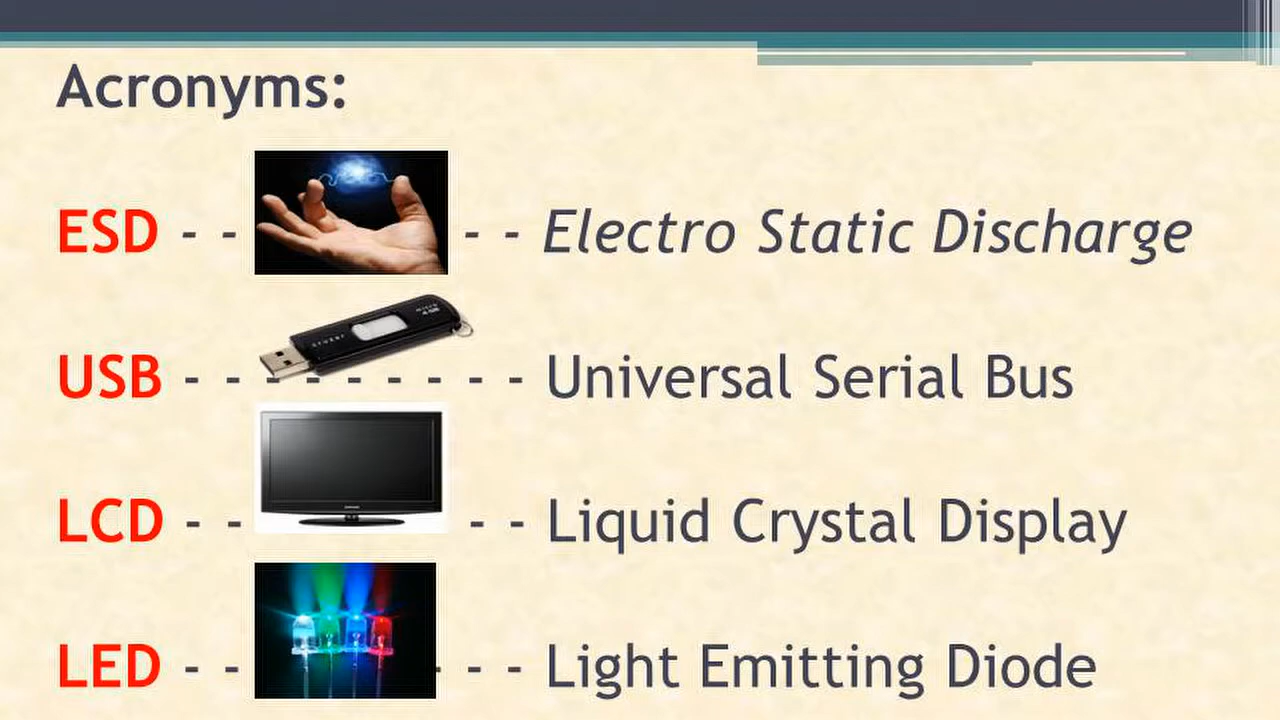 Acronyms:
ESD - - - - Electro Static Discharge
USB - - - - - - - - - Universal Serial Bus
LCD - - - - Liquid Crystal Display
LED - - - - - Light Emitting Diode